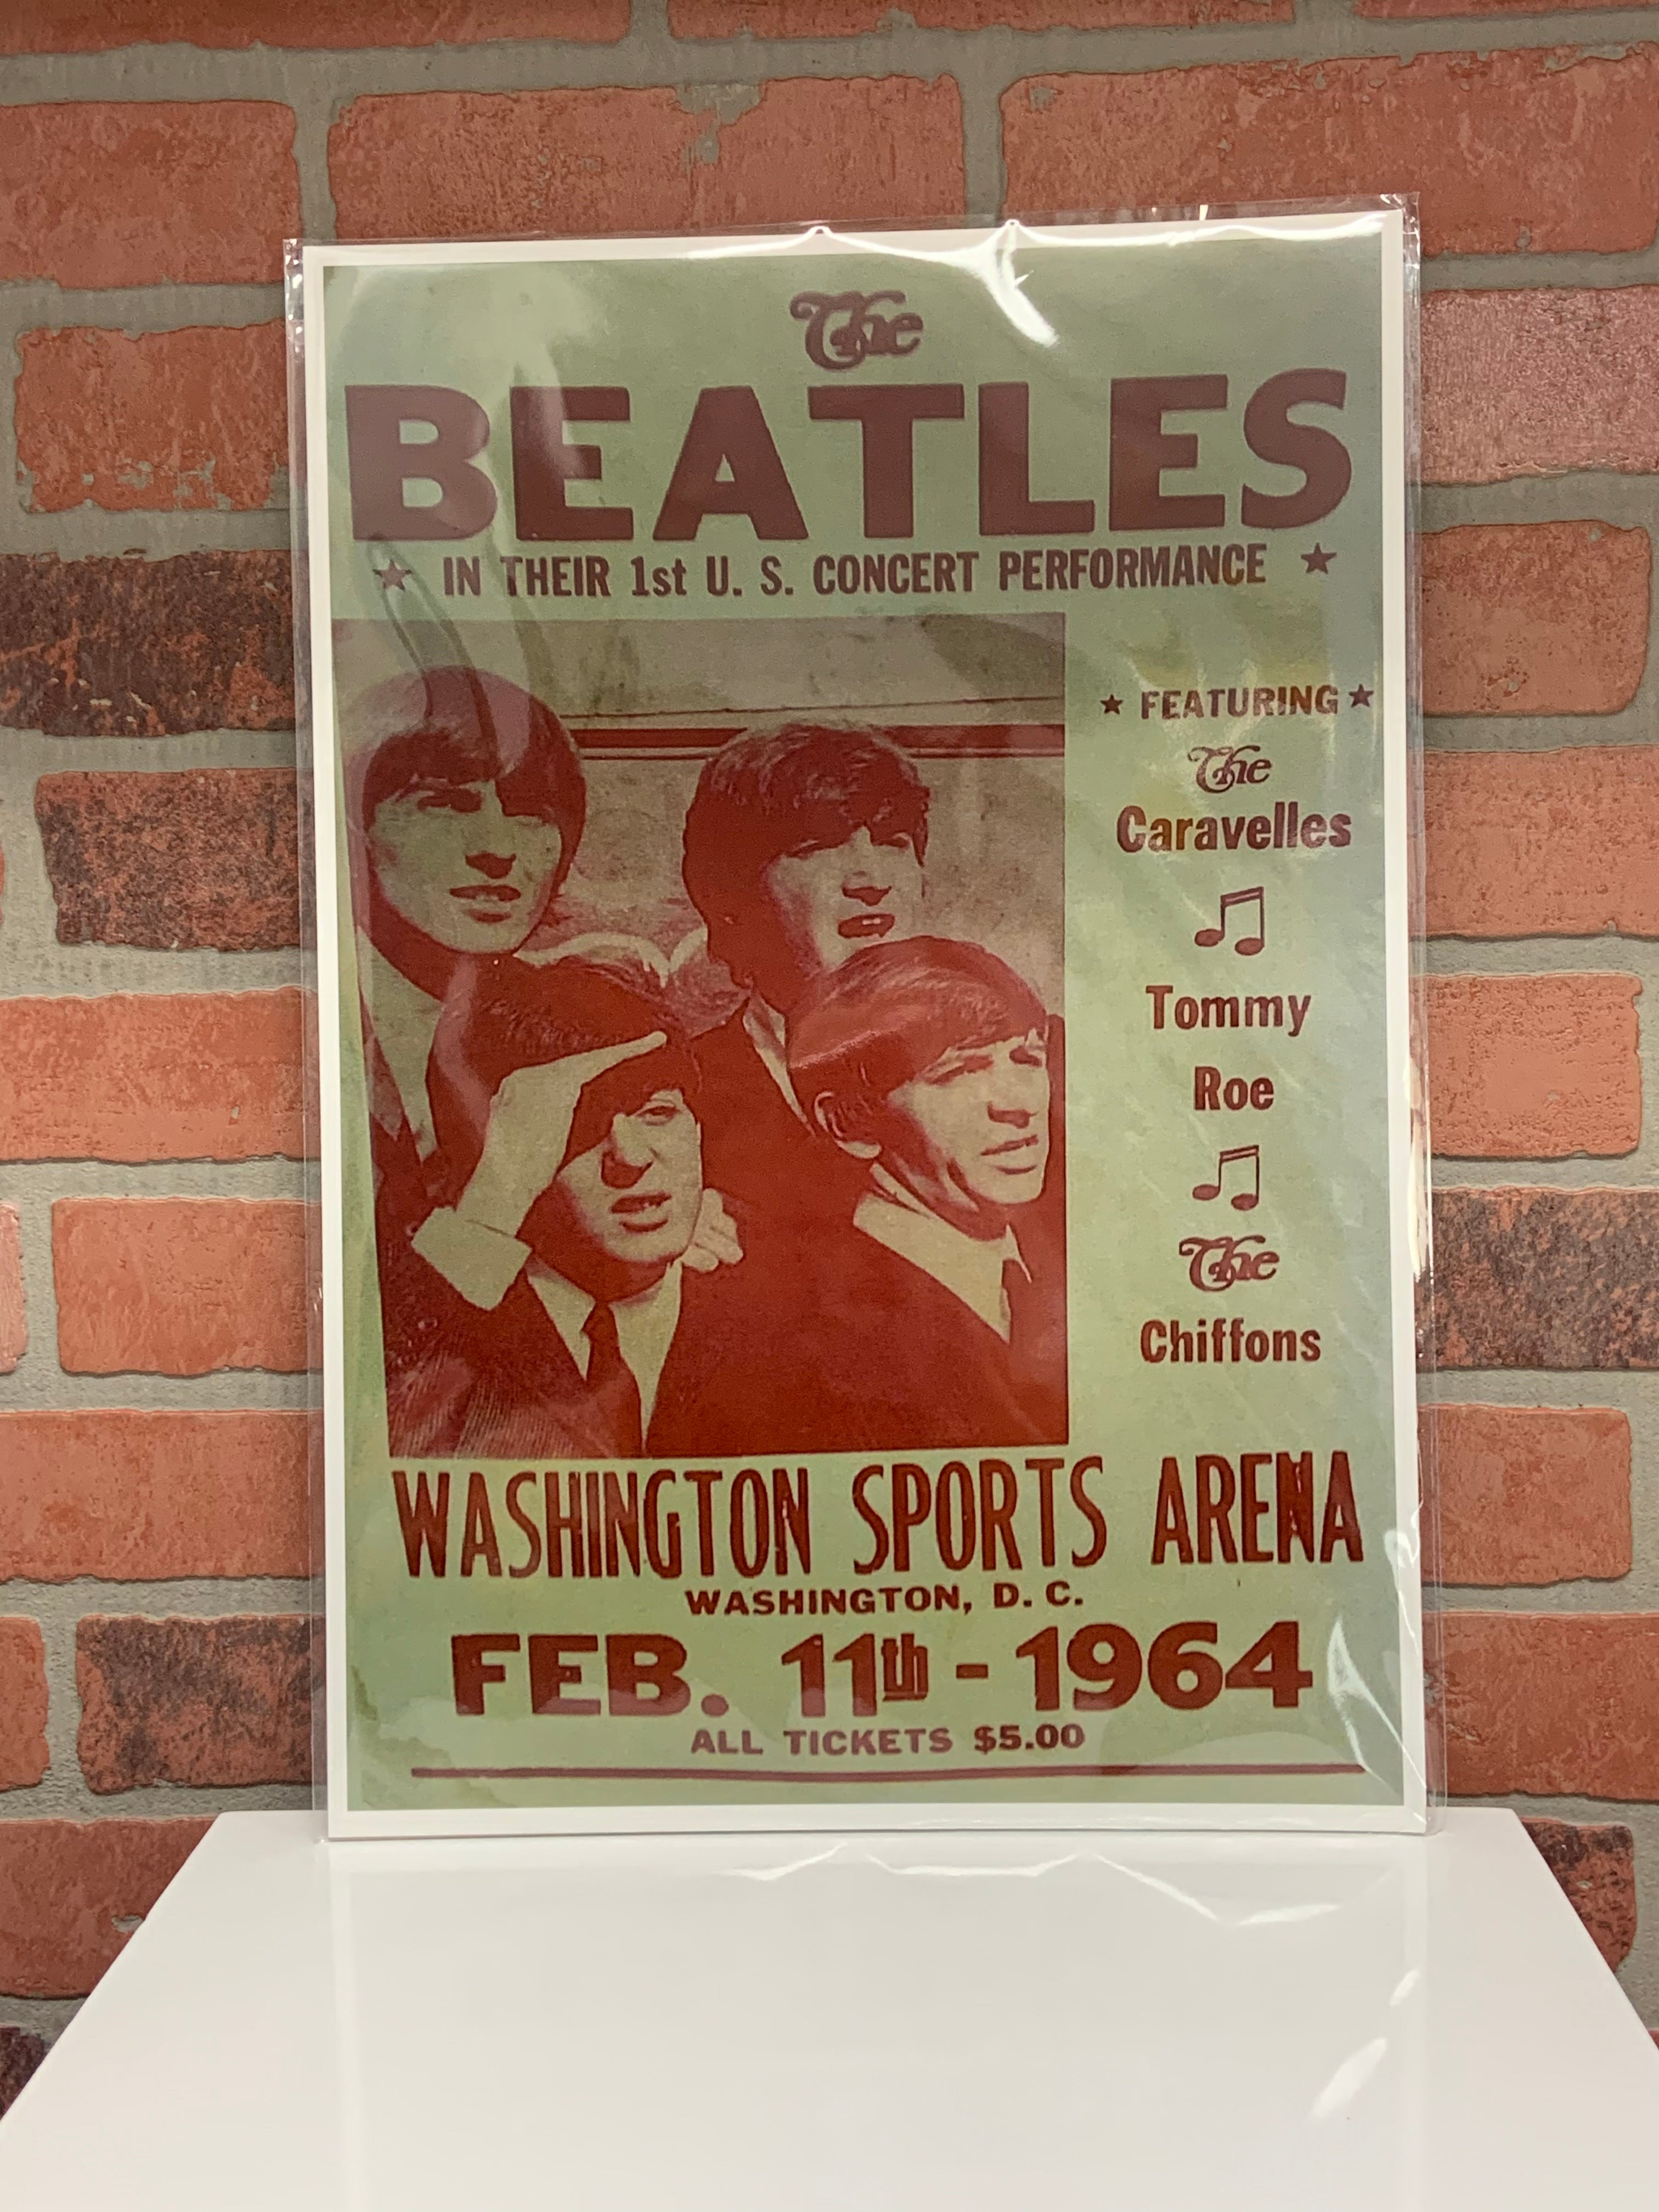 The
BEATLES
★ IN THEIR 1st U. S. CONCERT PERFORMANCE ★
★ FEATURING ★
The
Caravelles
♫
Tommy
Roe
♫
The
Chiffons
WASHINGTON SPORTS ARENA
WASHINGTON, D. C.
FEB. 11th - 1964
ALL TICKETS $5.00